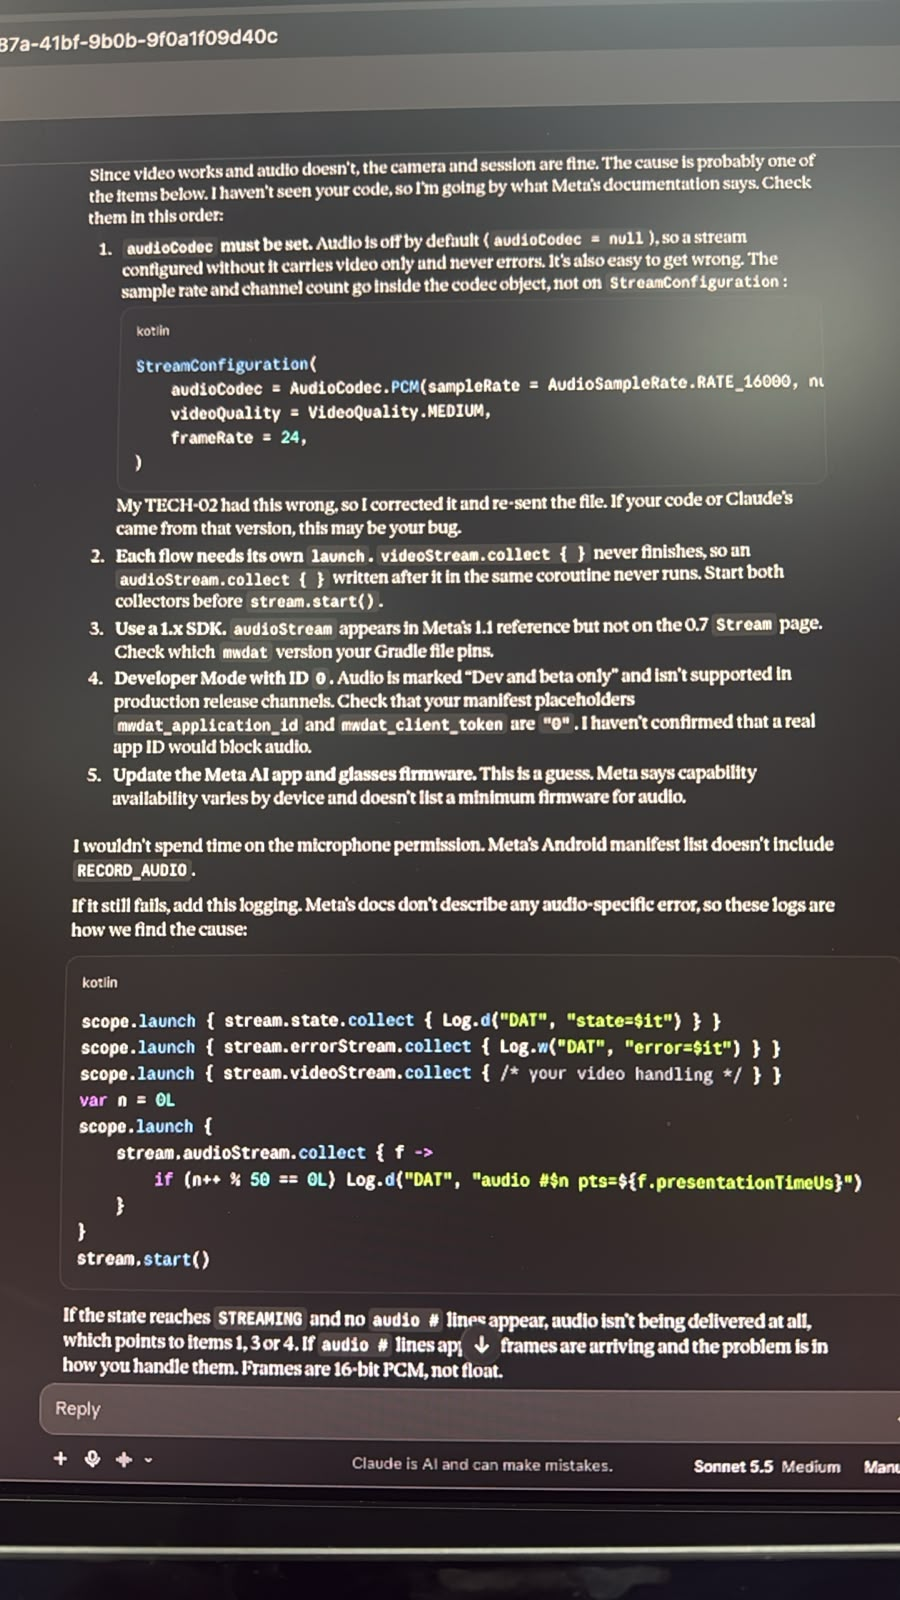 87a-41bf-9b0b-9f0a1f09d40c
Since video works and audio doesn't, the camera and session are fine. The cause is probably one of
the items below. I haven't seen your code, so I'm going by what Meta's documentation says. Check
them in this order:
1. audioCodec must be set. Audio is off by default ( audioCodec = null ), so a stream
configured without it carries video only and never errors. It's also easy to get wrong. The
sample rate and channel count go inside the codec object, not on StreamConfiguration :
kotlin
StreamConfiguration(
audioCodec = AudioCodec.PCM(sampleRate = AudioSampleRate.RATE_16000, nu
videoQuality = VideoQuality.MEDIUM,
frameRate = 24,
)
My TECH-02 had this wrong, so I corrected it and re-sent the file. If your code or Claude's
came from that version, this may be your bug.
2. Each flow needs its own launch . videoStream.collect { } never finishes, so an
audioStream.collect { } written after it in the same coroutine never runs. Start both
collectors before stream.start() .
3. Use a 1.x SDK. audioStream appears in Meta's 1.1 reference but not on the 0.7 Stream page.
Check which mwdat version your Gradle file pins.
4. Developer Mode with ID 0 . Audio is marked “Dev and beta only” and isn't supported in
production release channels. Check that your manifest placeholders
mwdat_application_id and mwdat_client_token are "0" . I haven't confirmed that a real
app ID would block audio.
5. Update the Meta AI app and glasses firmware. This is a guess. Meta says capability
availability varies by device and doesn't list a minimum firmware for audio.
I wouldn't spend time on the microphone permission. Meta's Android manifest list doesn't include
RECORD_AUDIO .
If it still fails, add this logging. Meta's docs don't describe any audio-specific error, so these logs are
how we find the cause:
kotlin
scope.launch { stream.state.collect { Log.d("DAT", "state=$it") } }
scope.launch { stream.errorStream.collect { Log.w("DAT", "error=$it") } }
scope.launch { stream.videoStream.collect { /* your video handling */ } }
var n = 0L
scope.launch {
stream.audioStream.collect { f ->
if (n++ % 50 == 0L) Log.d("DAT", "audio #$n pts=${f.presentationTimeUs}")
}
}
stream.start()
If the state reaches STREAMING and no audio # lines appear, audio isn't being delivered at all,
which points to items 1, 3 or 4. If audio # lines app frames are arriving and the problem is in
how you handle them. Frames are 16-bit PCM, not float.
Reply
Claude is AI and can make mistakes.
Sonnet 5.5 Medium Manu